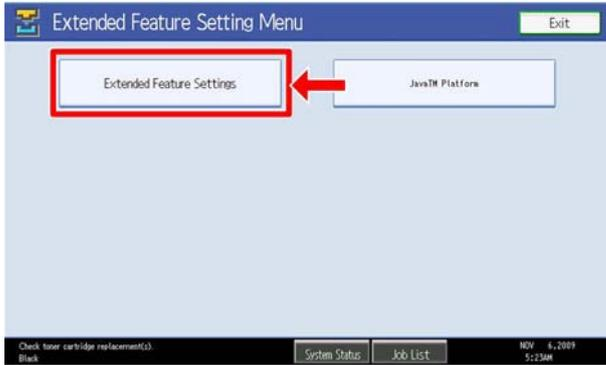 Extended Feature Setting Menu
Exit
Extended Feature Settings
JavaTM Platform
Check toner cartridge replacement(s).
Black
System Status
Job List
NOV 6,2009
5:23AM